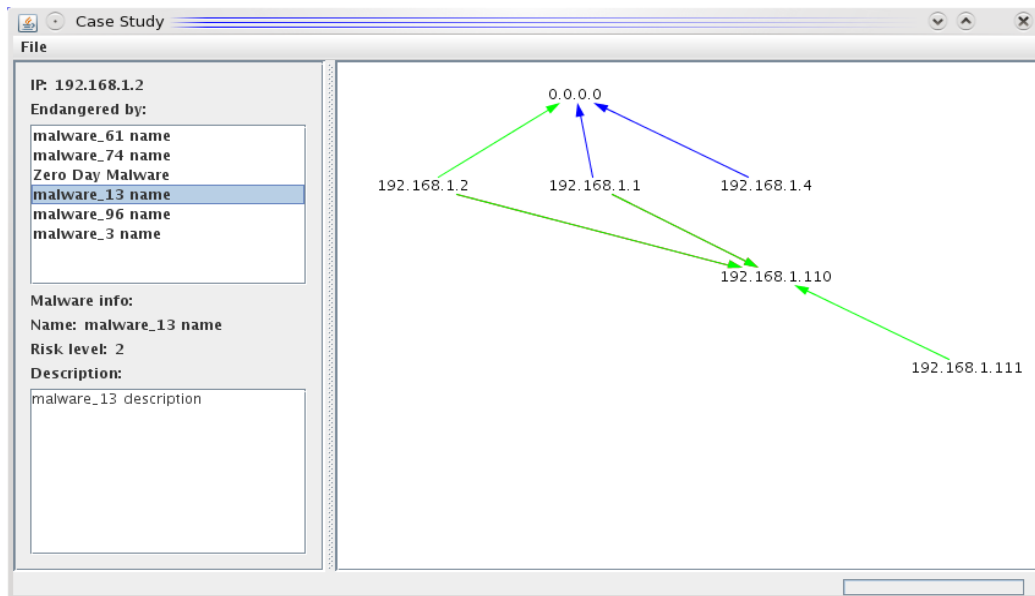 Case Study
File
IP: 192.168.1.2
Endangered by:
malware_61 name
malware_74 name
Zero Day Malware
malware_13 name
malware_96 name
malware_3 name
Malware info:
Name: malware_13 name
Risk level: 2
Description:
malware_13 description
0.0.0.0
192.168.1.2
192.168.1.1
192.168.1.4
192.168.1.110
192.168.1.111